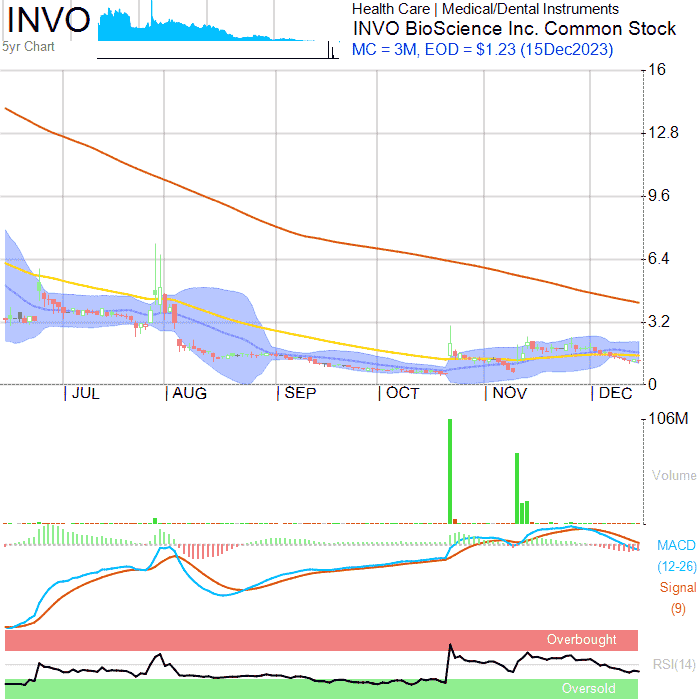 INVO
5yr Chart
Health Care | Medical/Dental Instruments
INVO BioScience Inc. Common Stock
MC = 3M, EOD = $1.23 (15Dec2023)
16
12.8
9.6
6.4
3.2
0
JUL
AUG
SEP
OCT
NOV
DEC
106M
Volume
MACD
(12-26)
Signal
(9)
Overbought
RSI(14)
Oversold